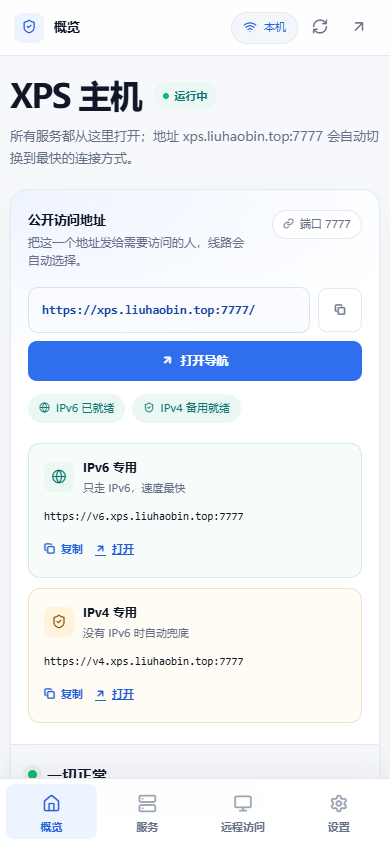 概览
本机
XPS 主机
运行中
所有服务都从这里打开；地址 xps.liuhaobin.top:7777 会自动切
换到最快的连接方式。
公开访问地址
端口 7777
把这一个地址发给需要访问的人，线路会
自动选择。
https://xps.liuhaobin.top:7777/
打开导航
IPv6 已就绪
IPv4 备用就绪
IPv6 专用
只走 IPv6，速度最快
https://v6.xps.liuhaobin.top:7777
复制
打开
IPv4 专用
没有 IPv6 时自动兜底
https://v4.xps.liuhaobin.top:7777
复制
打开
一切正常
概览
服务
远程访问
设置